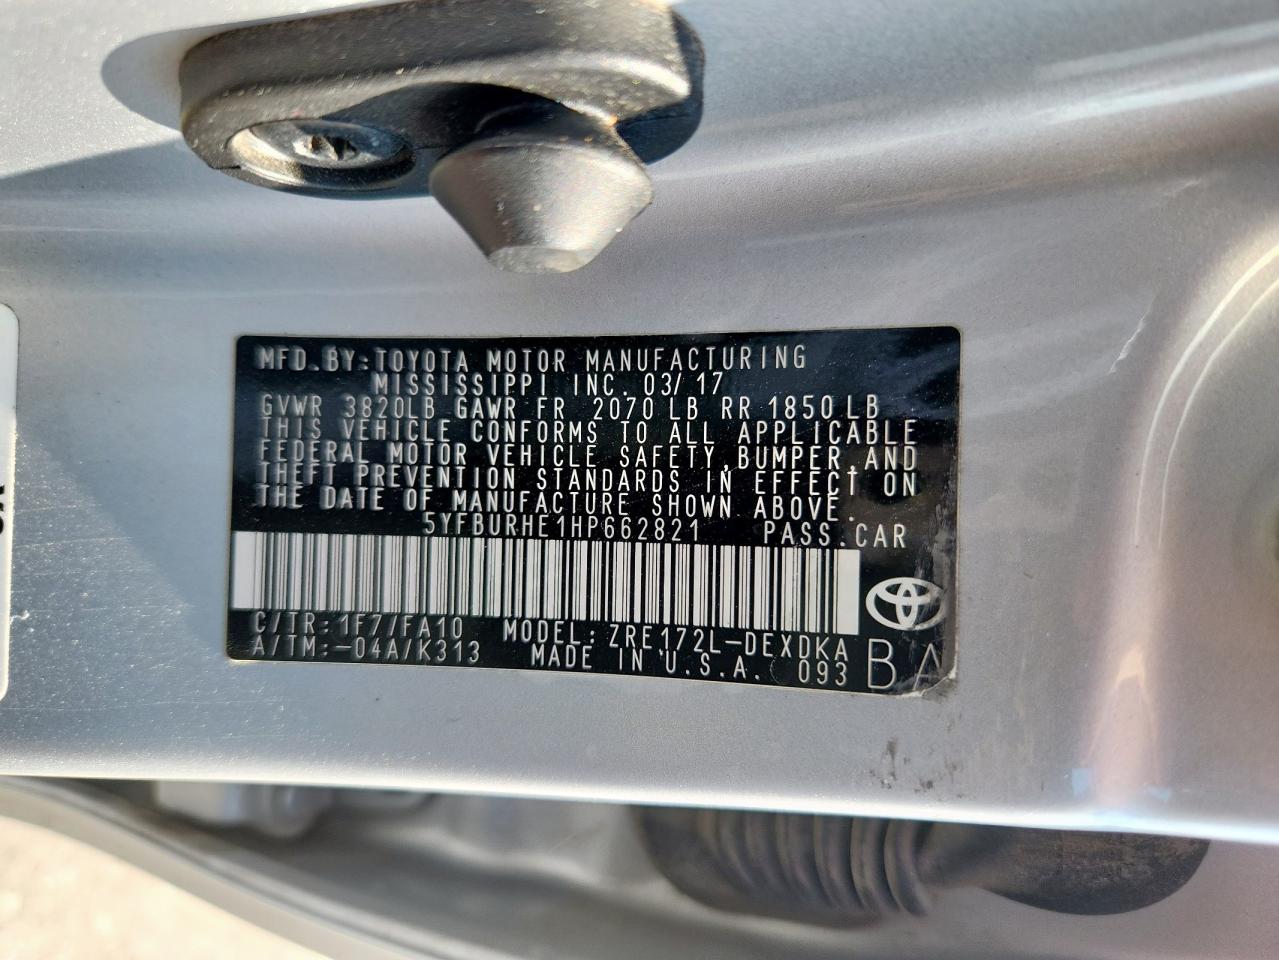 MFD.BY:TOYOTA MOTOR MANUFACTURING
MISSISSIPPI INC. 03/17
GVWR 3820LB GAWR FR 2070 LB RR 1850 LB
THIS VEHICLE CONFORMS TO ALL APPLICABLE
FEDERAL MOTOR VEHICLE SAFETY, BUMPER, AND
THEFT PREVENTION STANDARDS IN EFFECT ON
THE DATE OF MANUFACTURE SHOWN ABOVE.
5YFBURHE1HP662821 PASS.CAR
C/TR:1F7/FA10 MODEL:ZRE172L-DEXDKA
A/TM:-04A/K313 MADE IN U.S.A. 093
BA